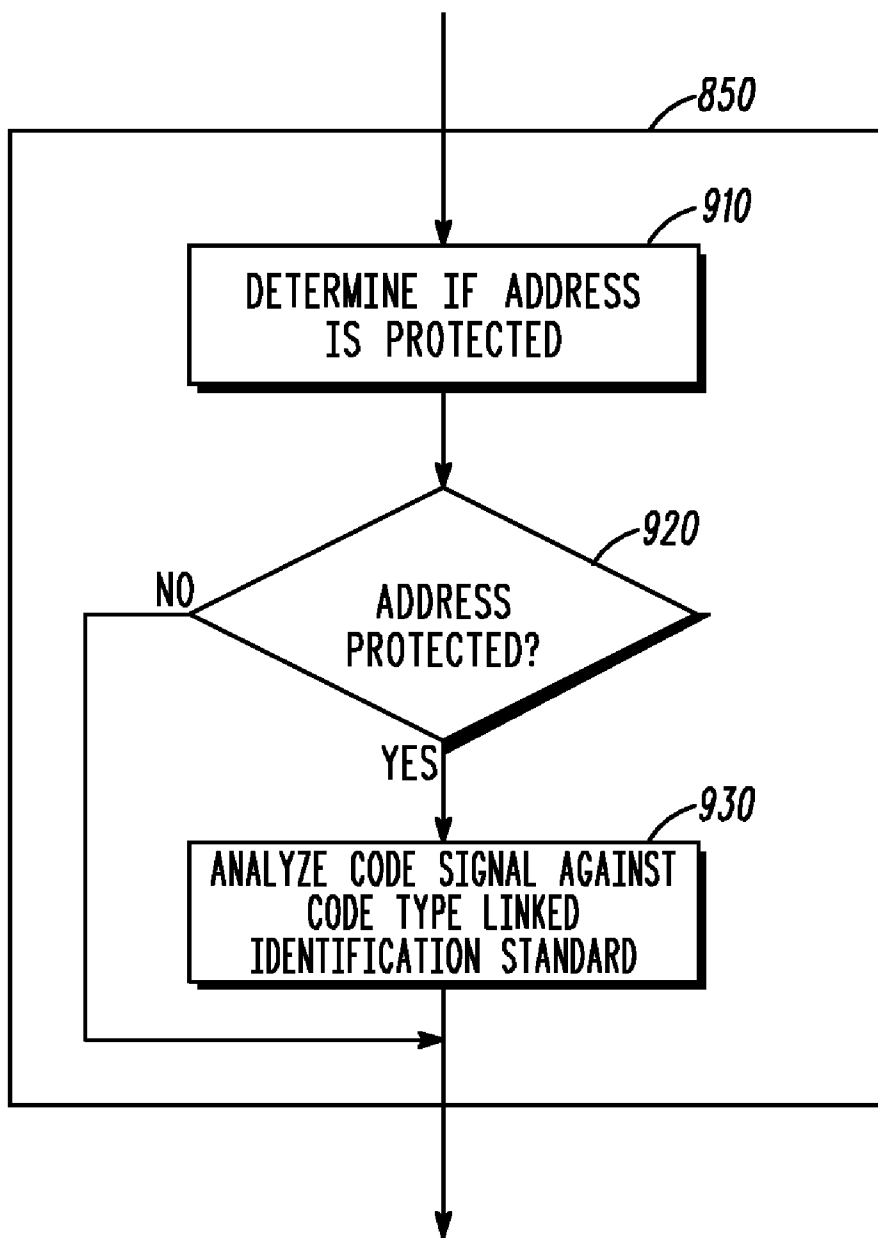 850
910
DETERMINE IF ADDRESS
IS PROTECTED
920
NO
ADDRESS
PROTECTED?
YES
930
ANALYZE CODE SIGNAL AGAINST
CODE TYPE LINKED
IDENTIFICATION STANDARD